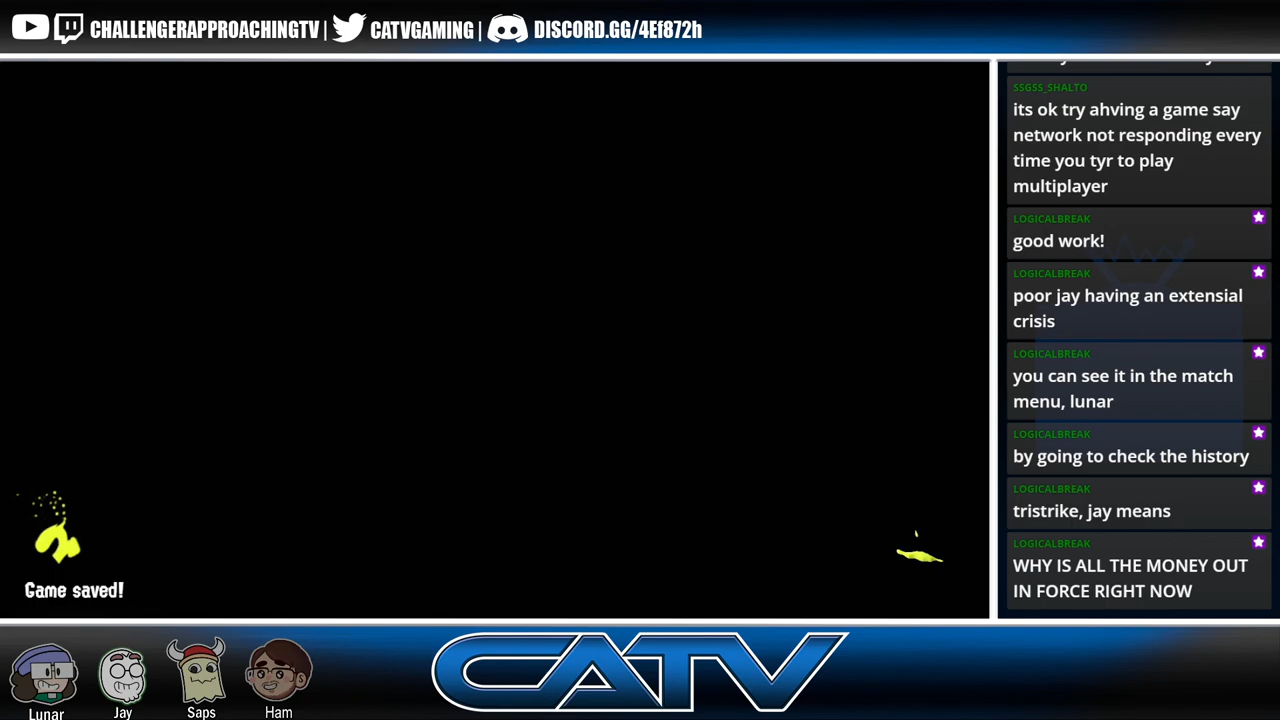 CHALLENGERAPPROACHINGTV | CATVGAMING | DISCORD.GG/4Ef872h
SSGSS_SHALTO
its ok try ahving a game say
network not responding every
time you tyr to play
multiplayer
LOGICALBREAK
good work!
LOGICALBREAK
poor jay having an extensial
crisis
LOGICALBREAK
you can see it in the match
menu, lunar
LOGICALBREAK
by going to check the history
LOGICALBREAK
tristrike, jay means
LOGICALBREAK
WHY IS ALL THE MONEY OUT
IN FORCE RIGHT NOW
Game saved!
CATV
Lunar Jay Saps Ham